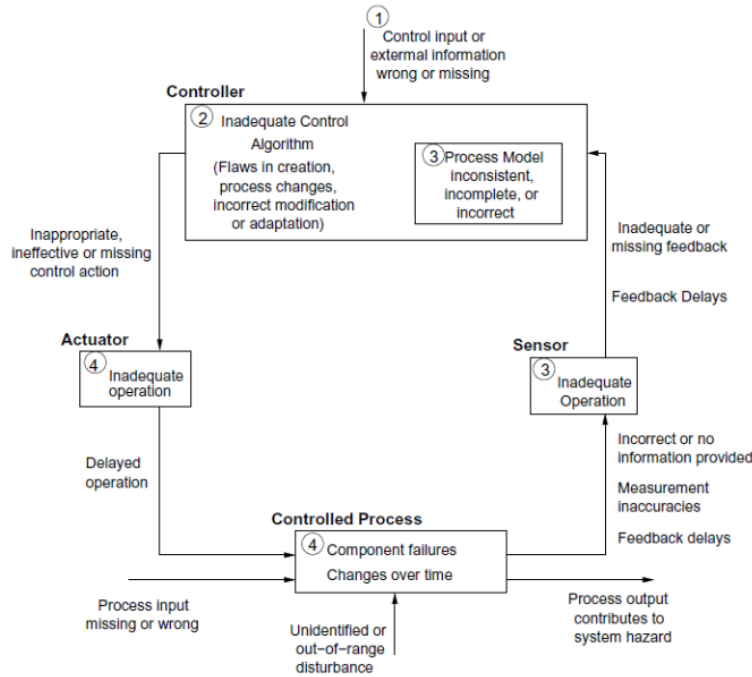 1
Control input or
external information
wrong or missing
Controller
2 Inadequate Control
Algorithm
(Flaws in creation,
process changes,
incorrect modification
or adaptation)
3 Process Model
inconsistent,
incomplete, or
incorrect
Inappropriate,
ineffective or missing
control action
Inadequate or
missing feedback
Feedback Delays
Actuator
4 Inadequate
operation
Sensor
3 Inadequate
Operation
Delayed
operation
Incorrect or no
information provided
Measurement
inaccuracies
Feedback delays
Controlled Process
4 Component failures
Changes over time
Process input
missing or wrong
Unidentified or
out-of-range
disturbance
Process output
contributes to
system hazard